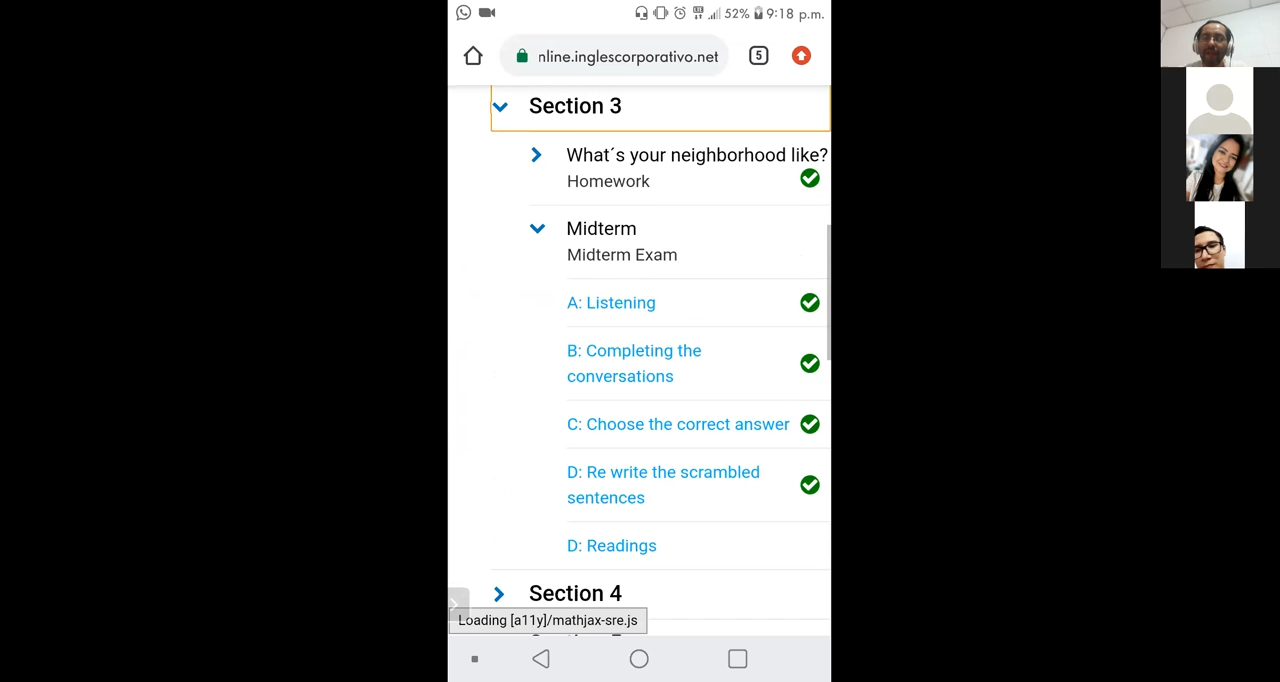 52% 9:18 p.m.
nline.inglescorporativo.net
5
Section 3
What´s your neighborhood like?
Homework
Midterm
Midterm Exam
A: Listening
B: Completing the
conversations
C: Choose the correct answer
D: Re write the scrambled
sentences
D: Readings
Section 4
Loading [a11y]/mathjax-sre.js